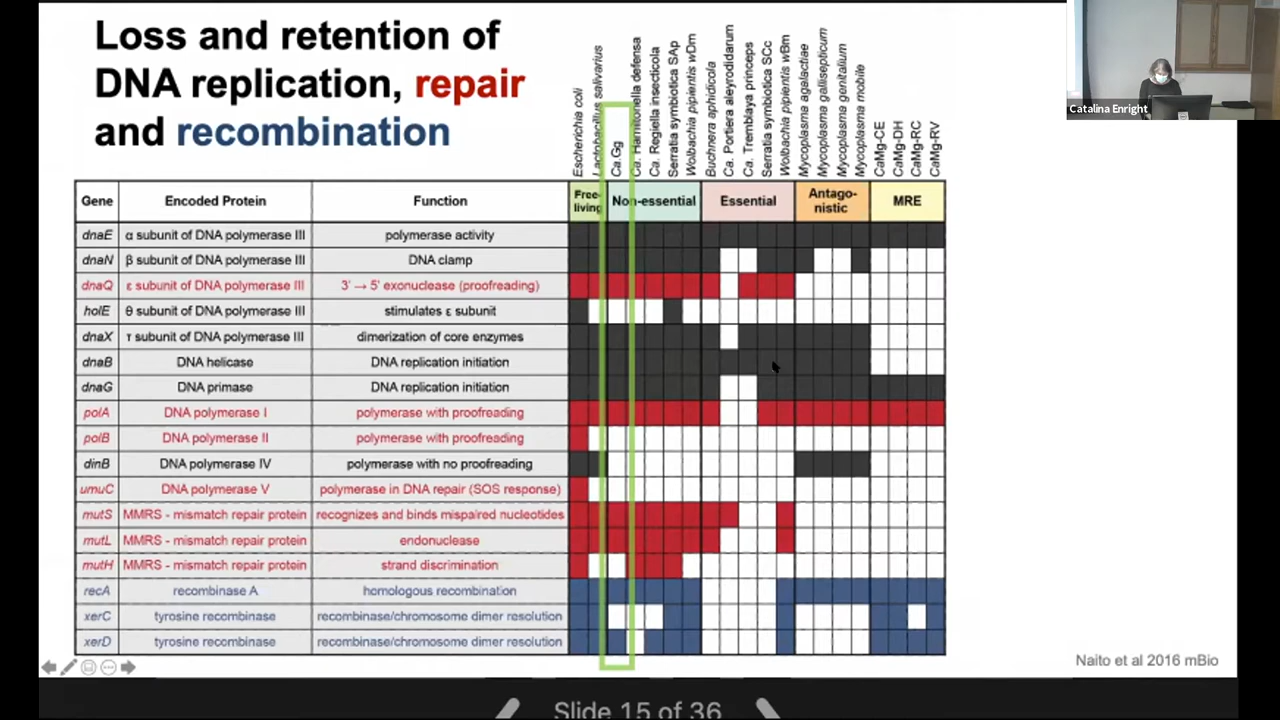 Loss and retention of
DNA replication, repair
and recombination
Escherichia coli
Lactobacillus salivarius
Ca.Gg
Ca. Hamiltonella defensa
Ca. Regiella insecticola
Serratia symbiotica SAp
Wolbachia pipientis wDm
Buchnera aphidicola
Ca. Portiera aleyrodidarum
Ca. Tremblaya princeps
Serratia symbiotica SCc
Wolbachia pipientis wBm
Mycoplasma agalactiae
Mycoplasma gallisepticum
Mycoplasma genitalium
Mycoplasma mobile
CaMg-CE
CaMg-DH
CaMg-RC
CaMg-RV
Catalina Enright
Gene Encoded Protein Function Free-living Non-essential Essential Antago-nistic MRE
dnaE α subunit of DNA polymerase III polymerase activity
dnaN β subunit of DNA polymerase III DNA clamp
dnaQ ε subunit of DNA polymerase III 3' → 5' exonuclease (proofreading)
holE θ subunit of DNA polymerase III stimulates ε subunit
dnaX τ subunit of DNA polymerase III dimerization of core enzymes
dnaB DNA helicase DNA replication initiation
dnaG DNA primase DNA replication initiation
polA DNA polymerase I polymerase with proofreading
polB DNA polymerase II polymerase with proofreading
dinB DNA polymerase IV polymerase with no proofreading
umuC DNA polymerase V polymerase in DNA repair (SOS response)
mutS MMRS - mismatch repair protein recognizes and binds mispaired nucleotides
mutL MMRS - mismatch repair protein endonuclease
mutH MMRS - mismatch repair protein strand discrimination
recA recombinase A homologous recombination
xerC tyrosine recombinase recombinase/chromosome dimer resolution
xerD tyrosine recombinase recombinase/chromosome dimer resolution
Naito et al 2016 mBio
Slide 15 of 36